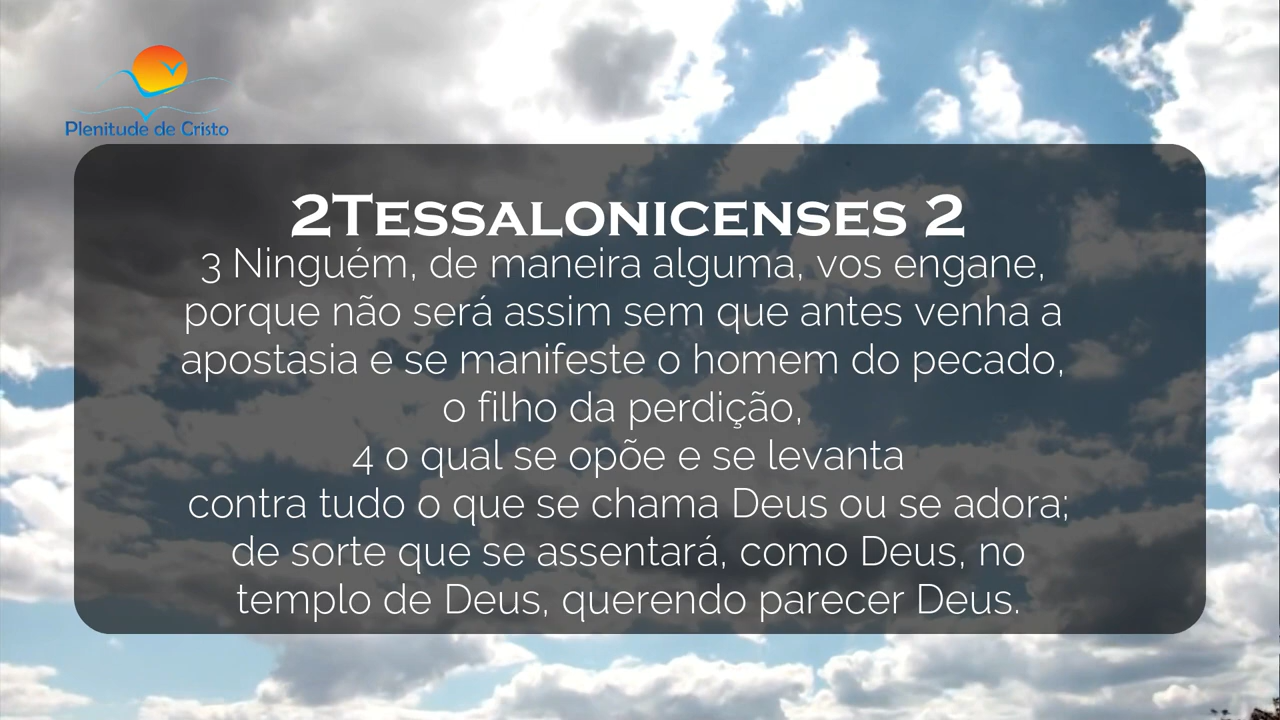 Plenitude de Cristo
2Tessalonicenses 2
3 Ninguém, de maneira alguma, vos engane,
porque não será assim sem que antes venha a
apostasia e se manifeste o homem do pecado,
o filho da perdição,
4 o qual se opõe e se levanta
contra tudo o que se chama Deus ou se adora;
de sorte que se assentará, como Deus, no
templo de Deus, querendo parecer Deus.